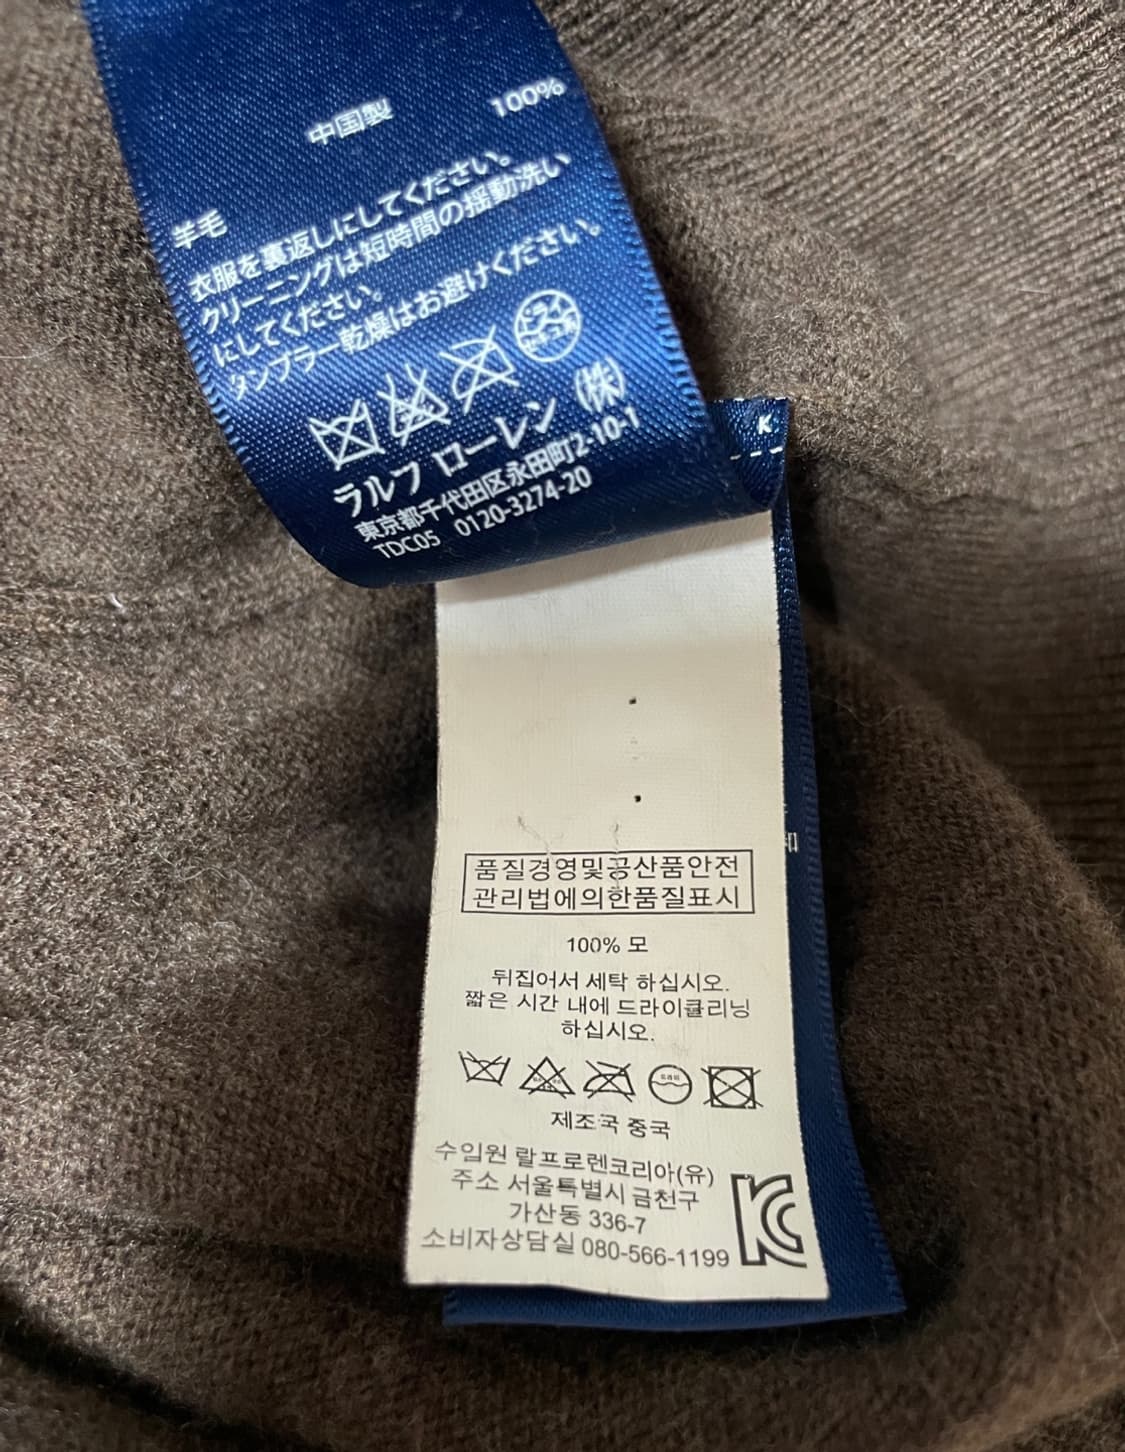 中国製
羊毛 100%
衣服を裏返しにしてください。
クリーニングは短時間の揺動洗い
にしてください。
タンブラー乾燥はお避けください。
ラルフ ローレン (株)
東京都千代田区永田町2-10-1
TDC05 0120-3274-20
K
품질경영및공산품안전
관리법에의한품질표시
100% 모
뒤집어서 세탁 하십시오.
짧은 시간 내에 드라이클리닝
하십시오.
제조국 중국
수입원 랄프로렌코리아(유)
주소 서울특별시 금천구
가산동 336-7
소비자상담실 080-566-1199